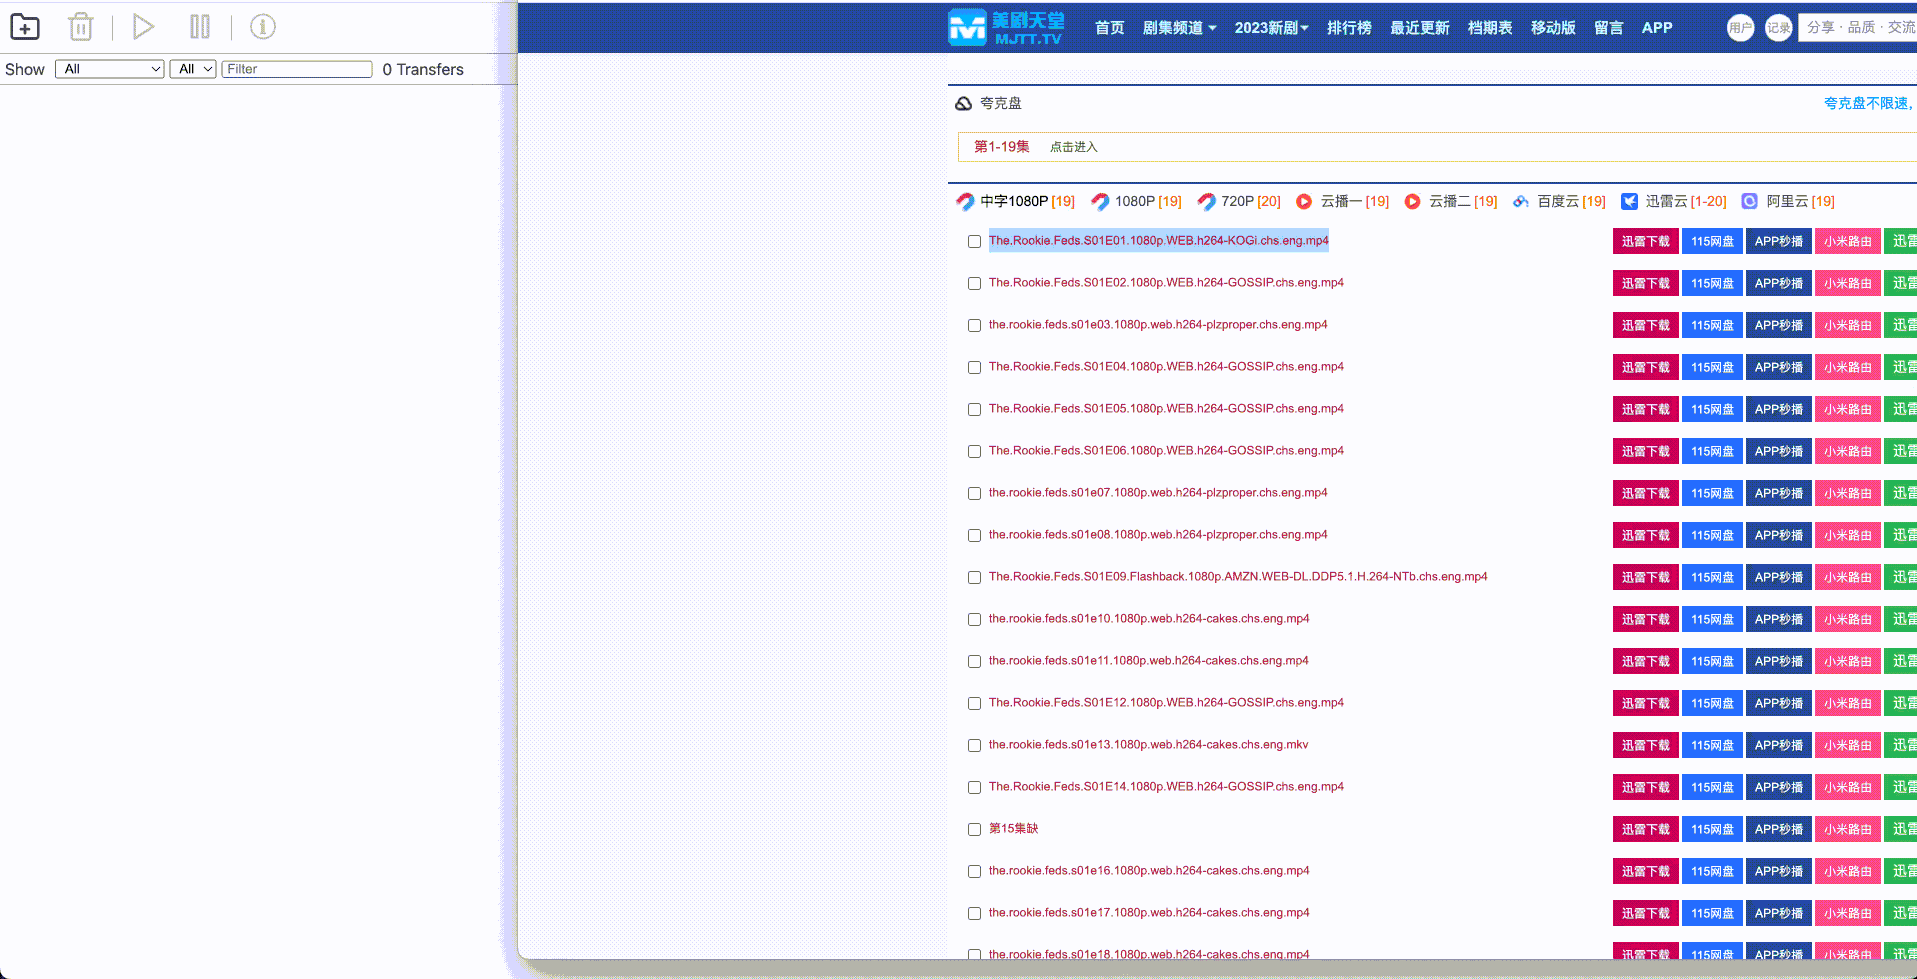 Show All All Filter 0 Transfers
美剧天堂 MJTT.TV 首页 剧集频道 2023新剧 排行榜 最近更新 档期表 移动版 留言 APP 用户 记录 分享 · 品质 · 交流
夸克盘 夸克盘不限速,
第1-19集 点击进入
中字1080P [19] 1080P [19] 720P [20] 云播一 [19] 云播二 [19] 百度云 [19] 迅雷云 [1-20] 阿里云 [19]
The.Rookie.Feds.S01E01.1080p.WEB.h264-KOGi.chs.eng.mp4 迅雷下载 115网盘 APP秒播 小米路由 迅雷
The.Rookie.Feds.S01E02.1080p.WEB.h264-GOSSIP.chs.eng.mp4 迅雷下载 115网盘 APP秒播 小米路由 迅雷
the.rookie.feds.s01e03.1080p.web.h264-plzproper.chs.eng.mp4 迅雷下载 115网盘 APP秒播 小米路由 迅雷
The.Rookie.Feds.S01E04.1080p.WEB.h264-GOSSIP.chs.eng.mp4 迅雷下载 115网盘 APP秒播 小米路由 迅雷
The.Rookie.Feds.S01E05.1080p.WEB.h264-GOSSIP.chs.eng.mp4 迅雷下载 115网盘 APP秒播 小米路由 迅雷
The.Rookie.Feds.S01E06.1080p.WEB.h264-GOSSIP.chs.eng.mp4 迅雷下载 115网盘 APP秒播 小米路由 迅雷
the.rookie.feds.s01e07.1080p.web.h264-plzproper.chs.eng.mp4 迅雷下载 115网盘 APP秒播 小米路由 迅雷
the.rookie.feds.s01e08.1080p.web.h264-plzproper.chs.eng.mp4 迅雷下载 115网盘 APP秒播 小米路由 迅雷
The.Rookie.Feds.S01E09.Flashback.1080p.AMZN.WEB-DL.DDP5.1.H.264-NTb.chs.eng.mp4 迅雷下载 115网盘 APP秒播 小米路由 迅雷
the.rookie.feds.s01e10.1080p.web.h264-cakes.chs.eng.mp4 迅雷下载 115网盘 APP秒播 小米路由 迅雷
the.rookie.feds.s01e11.1080p.web.h264-cakes.chs.eng.mp4 迅雷下载 115网盘 APP秒播 小米路由 迅雷
The.Rookie.Feds.S01E12.1080p.WEB.h264-GOSSIP.chs.eng.mp4 迅雷下载 115网盘 APP秒播 小米路由 迅雷
the.rookie.feds.s01e13.1080p.web.h264-cakes.chs.eng.mkv 迅雷下载 115网盘 APP秒播 小米路由 迅雷
The.Rookie.Feds.S01E14.1080p.WEB.h264-GOSSIP.chs.eng.mp4 迅雷下载 115网盘 APP秒播 小米路由 迅雷
第15集缺 迅雷下载 115网盘 APP秒播 小米路由 迅雷
the.rookie.feds.s01e16.1080p.web.h264-cakes.chs.eng.mp4 迅雷下载 115网盘 APP秒播 小米路由 迅雷
the.rookie.feds.s01e17.1080p.web.h264-cakes.chs.eng.mp4 迅雷下载 115网盘 APP秒播 小米路由 迅雷
the.rookie.feds.s01e18.1080p.web.h264-cakes.chs.eng.mp4 迅雷下载 115网盘 APP秒播 小米路由 迅雷